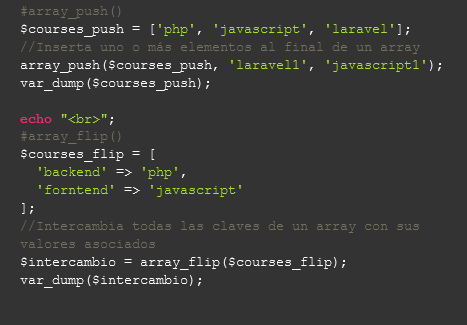 #array_push()
$courses_push = ['php', 'javascript', 'laravel'];
//Inserta uno o más elementos al final de un array
array_push($courses_push, 'laravel1', 'javascript1');
var_dump($courses_push);
echo "<br>";
#array_flip()
$courses_flip = [
'backend' => 'php',
'forntend' => 'javascript'
];
//Intercambia todas las claves de un array con sus
valores asociados
$intercambio = array_flip($courses_flip);
var_dump($intercambio);